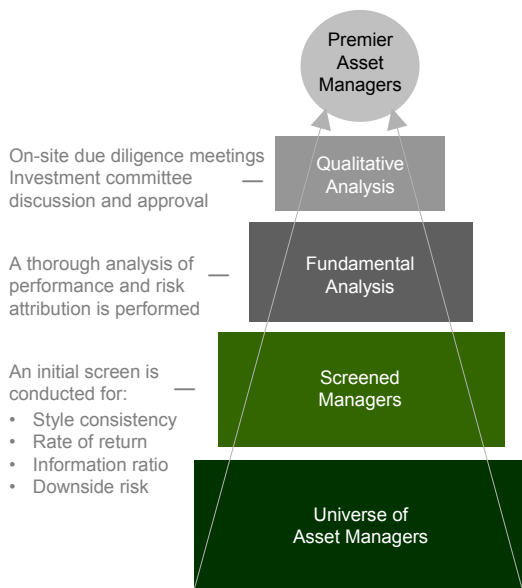 Premier
Asset
Managers
On-site due diligence meetings
Investment committee
discussion and approval
Qualitative
Analysis
A thorough analysis of
performance and risk
attribution is performed
Fundamental
Analysis
An initial screen is
conducted for:
• Style consistency
• Rate of return
• Information ratio
• Downside risk
Screened
Managers
Universe of
Asset Managers